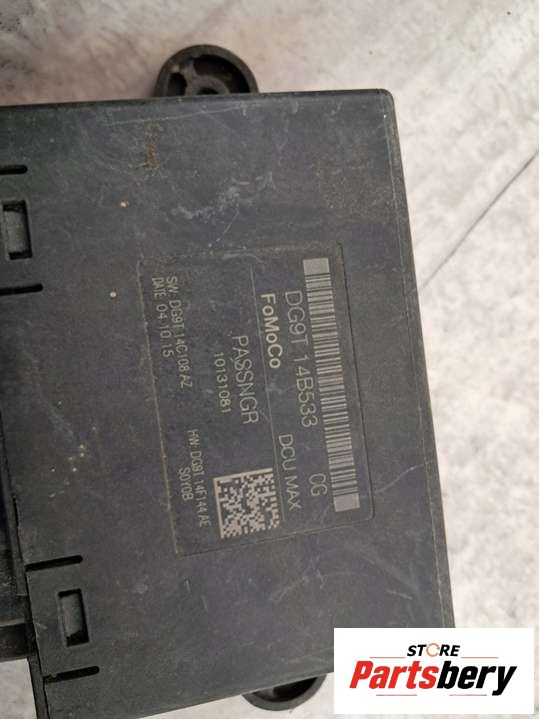 DG9T 14B533 CG
FoMoCo DCU MAX
PASSNGR
10131081
SW: DG9T 14C108 AZ
DATE 04.10.15
HW: DG9T 14F144 AE
S0Y0B
STORE
Partsbery